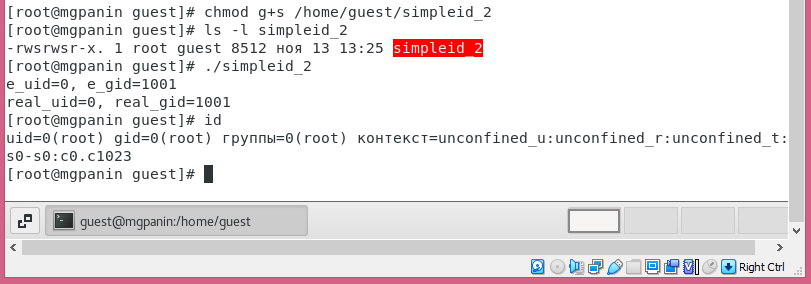 [root@mgpanin guest]# chmod g+s /home/guest/simpleid_2
[root@mgpanin guest]# ls -l simpleid_2
-rwsrwsr-x. 1 root guest 8512 ноя 13 13:25 simpleid_2
[root@mgpanin guest]# ./simpleid_2
e_uid=0, e_gid=1001
real_uid=0, real_gid=1001
[root@mgpanin guest]# id
uid=0(root) gid=0(root) группы=0(root) контекст=unconfined_u:unconfined_r:unconfined_t:
s0-s0:c0.c1023
[root@mgpanin guest]#
guest@mgpanin:/home/guest
Right Ctrl